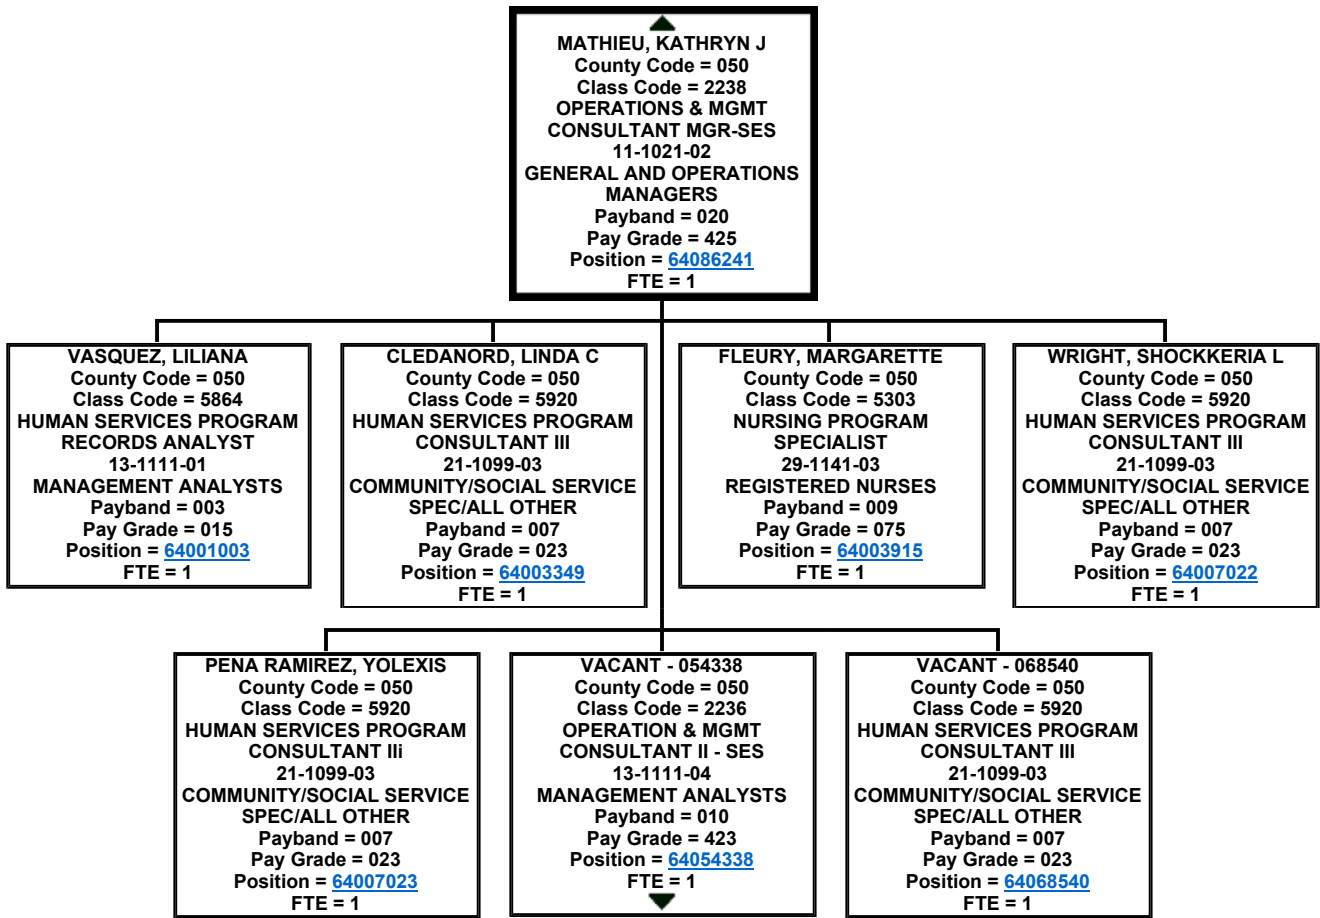 MATHIEU, KATHRYN J
County Code = 050
Class Code = 2238
OPERATIONS & MGMT
CONSULTANT MGR-SES
11-1021-02
GENERAL AND OPERATIONS
MANAGERS
Payband = 020
Pay Grade = 425
Position = 64086241
FTE = 1
VASQUEZ, LILIANA
County Code = 050
Class Code = 5864
HUMAN SERVICES PROGRAM
RECORDS ANALYST
13-1111-01
MANAGEMENT ANALYSTS
Payband = 003
Pay Grade = 015
Position = 64001003
FTE = 1
CLEDANORD, LINDA C
County Code = 050
Class Code = 5920
HUMAN SERVICES PROGRAM
CONSULTANT III
21-1099-03
COMMUNITY/SOCIAL SERVICE
SPEC/ALL OTHER
Payband = 007
Pay Grade = 023
Position = 64003349
FTE = 1
FLEURY, MARGARETTE
County Code = 050
Class Code = 5303
NURSING PROGRAM
SPECIALIST
29-1141-03
REGISTERED NURSES
Payband = 009
Pay Grade = 075
Position = 64003915
FTE = 1
WRIGHT, SHOCKKERIA L
County Code = 050
Class Code = 5920
HUMAN SERVICES PROGRAM
CONSULTANT III
21-1099-03
COMMUNITY/SOCIAL SERVICE
SPEC/ALL OTHER
Payband = 007
Pay Grade = 023
Position = 64007022
FTE = 1
PENA RAMIREZ, YOLEXIS
County Code = 050
Class Code = 5920
HUMAN SERVICES PROGRAM
CONSULTANT IIi
21-1099-03
COMMUNITY/SOCIAL SERVICE
SPEC/ALL OTHER
Payband = 007
Pay Grade = 023
Position = 64007023
FTE = 1
VACANT - 054338
County Code = 050
Class Code = 2236
OPERATION & MGMT
CONSULTANT II - SES
13-1111-04
MANAGEMENT ANALYSTS
Payband = 010
Pay Grade = 423
Position = 64054338
FTE = 1
VACANT - 068540
County Code = 050
Class Code = 5920
HUMAN SERVICES PROGRAM
CONSULTANT III
21-1099-03
COMMUNITY/SOCIAL SERVICE
SPEC/ALL OTHER
Payband = 007
Pay Grade = 023
Position = 64068540
FTE = 1